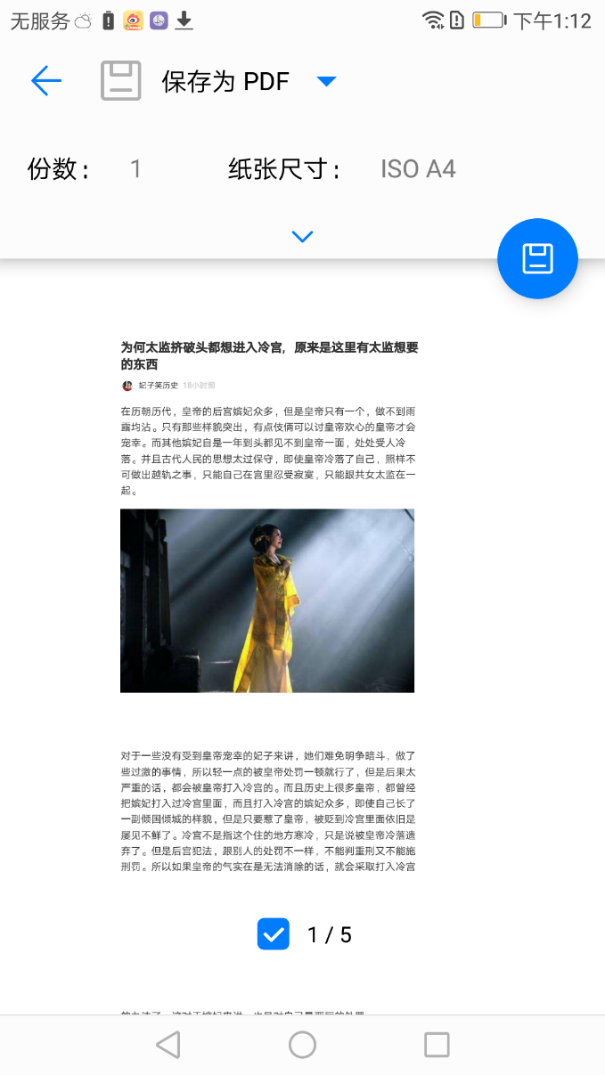 无服务 下午1:12
保存为 PDF
份数： 1 纸张尺寸： ISO A4
为何太监挤破头都想进入冷宫，原来是这里有太监想要
的东西
妃子笑历史 18小时前
在历朝历代，皇帝的后宫嫔妃众多，但是皇帝只有一个，做不到雨
露均沾。只有那些样貌突出，有点伎俩可以讨皇帝欢心的皇帝才会
宠幸。而其他嫔妃自是一年到头都见不到皇帝一面，处处受人冷
落。并且古代人民的思想太过保守，即使皇帝冷落了自己，照样不
可做出越轨之事，只能自己在宫里忍受寂寞，只能跟共女太监在一
起。
对于一些没有受到皇帝宠幸的妃子来讲，她们难免明争暗斗，做了
些过激的事情，所以轻一点的被皇帝处罚一顿就行了，但是后果太
严重的话，都会被皇帝打入冷宫的。而且历史上很多皇帝，都曾经
把嫔妃打入过冷宫里面，而且打入冷宫的嫔妃众多，即使自己长了
一副倾国倾城的样貌，但是只要惹了皇帝，被贬到冷宫里面依旧是
屡见不鲜了。冷宫不是指这个住的地方寒冷，只是说被皇帝冷落遗
弃了。但是后宫犯法，跟别人的处罚不一样，不能判重刑又不能施
刑罚。所以如果皇帝的气实在是无法消除的话，就会采取打入冷宫
1 / 5